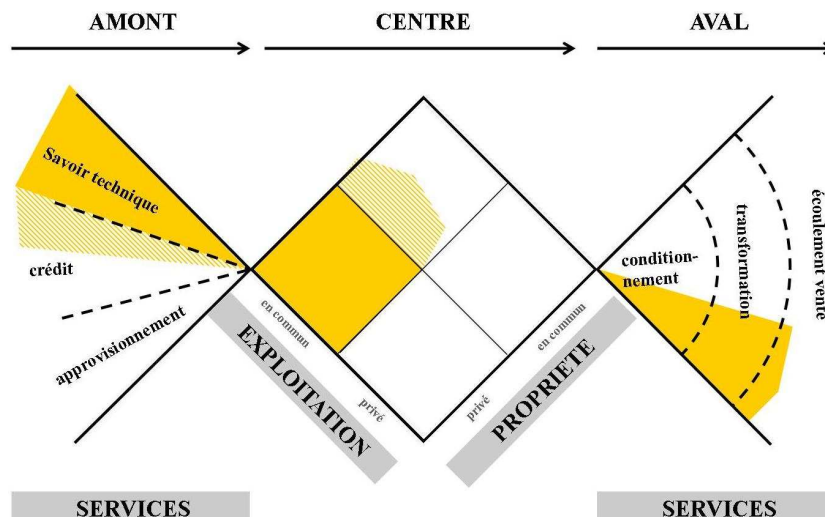 AMONT
CENTRE
AVAL
Savoir technique
crédit
approvisionnement
en commun
privé
EXPLOITATION
privé
en commun
PROPRIETE
condition-
nement
transformation
écoulement vente
SERVICES
SERVICES